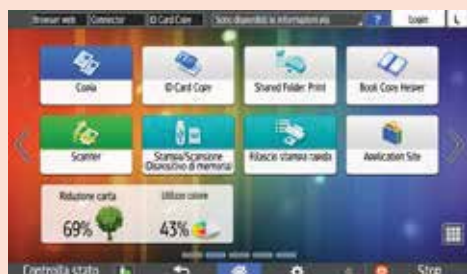 Browser web
Connector
ID Card Copy
Sono disponibili le informazioni più
?
Login
Copia
ID Card Copy
Shared Folder Print
Book Copy Helper
Scanner
Stampa/Scansione
Dispositivo di memoria
Rilascio stampa rapida
Application Site
Riduzione carta
Utilizzo colore
69%
43%
Controlla stato
Stop